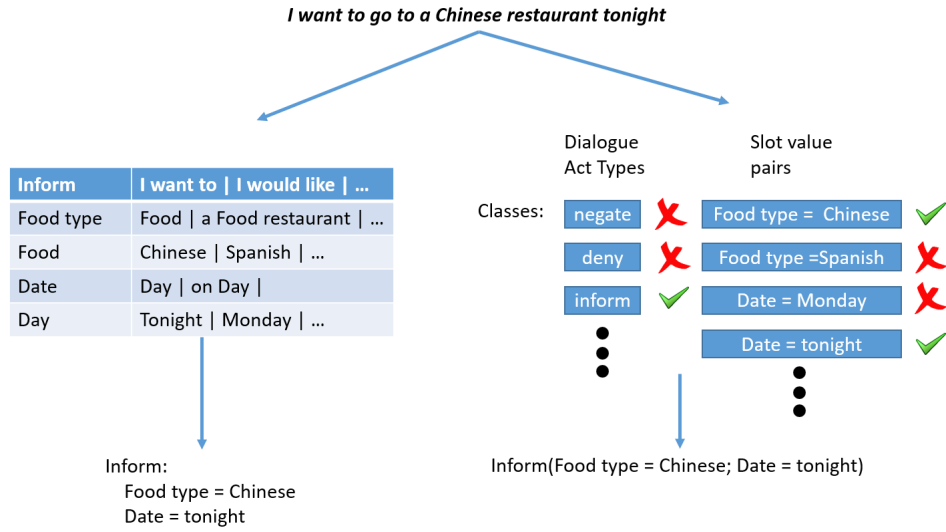 I want to go to a Chinese restaurant tonight
Inform I want to | I would like | ...
Food type Food | a Food restaurant | ...
Food Chinese | Spanish | ...
Date Day | on Day |
Day Tonight | Monday | ...
Inform:
Food type = Chinese
Date = tonight
Dialogue
Act Types
Slot value
pairs
Classes:
negate
Food type = Chinese
deny
Food type =Spanish
inform
Date = Monday
Date = tonight
Inform(Food type = Chinese; Date = tonight)